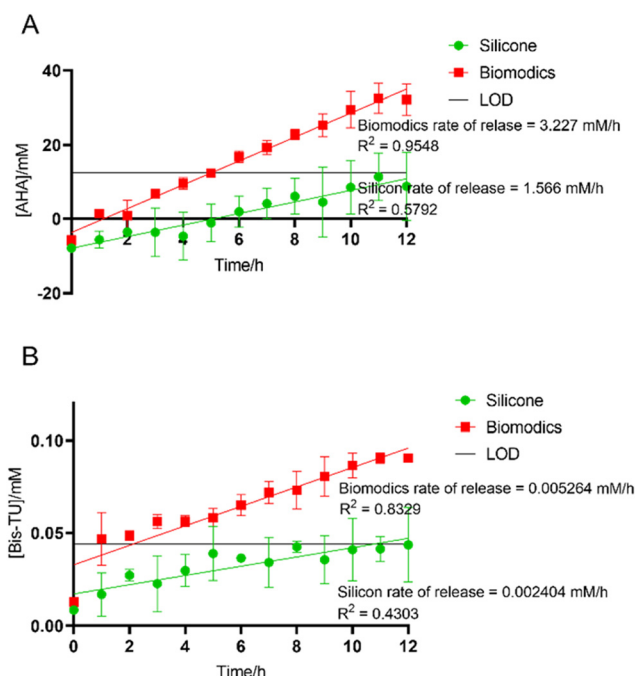 A
Silicone
Biomodics
LOD
40
20
0
-20
[AHA]/mM
Biomodics rate of relase = 3.227 mM/h
R2 = 0.9548
Silicon rate of release = 1.566 mM/h
R2 = 0.5792
2 4 6 8 10 12
Time/h
B
Silicone
Biomodics
LOD
0.10
0.05
0.00
[Bis-TU]/mM
Biomodics rate of release = 0.005264 mM/h
R2 = 0.8329
Silicon rate of release = 0.002404 mM/h
R2 = 0.4303
0 2 4 6 8 10 12
Time/h